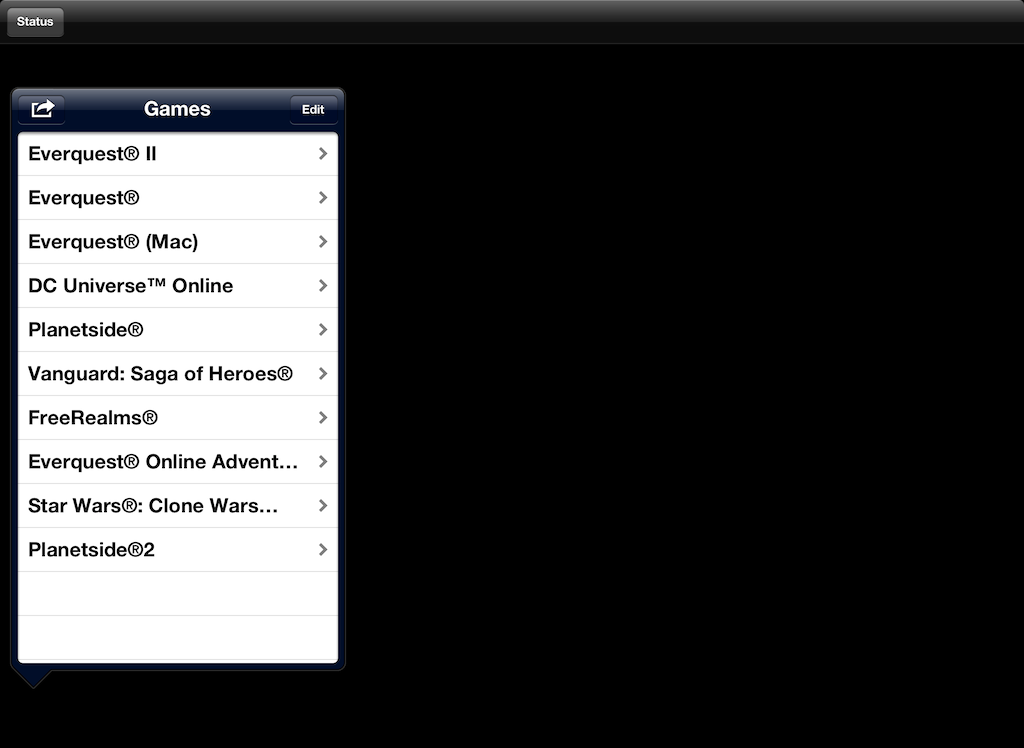 Status
Games
Edit
Everquest® II
Everquest®
Everquest® (Mac)
DC Universe™ Online
Planetside®
Vanguard: Saga of Heroes®
FreeRealms®
Everquest® Online Advent...
Star Wars®: Clone Wars...
Planetside®2